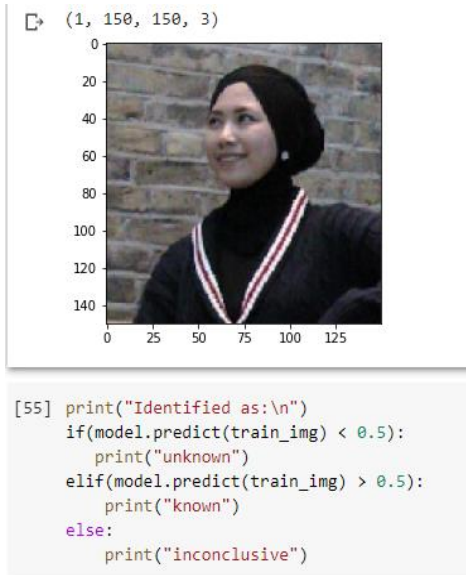 (1, 150, 150, 3)
0
20
40
60
80
100
120
140
0 25 50 75 100 125
[55] print("Identified as:\n")
if(model.predict(train_img) < 0.5):
print("unknown")
elif(model.predict(train_img) > 0.5):
print("known")
else:
print("inconclusive")